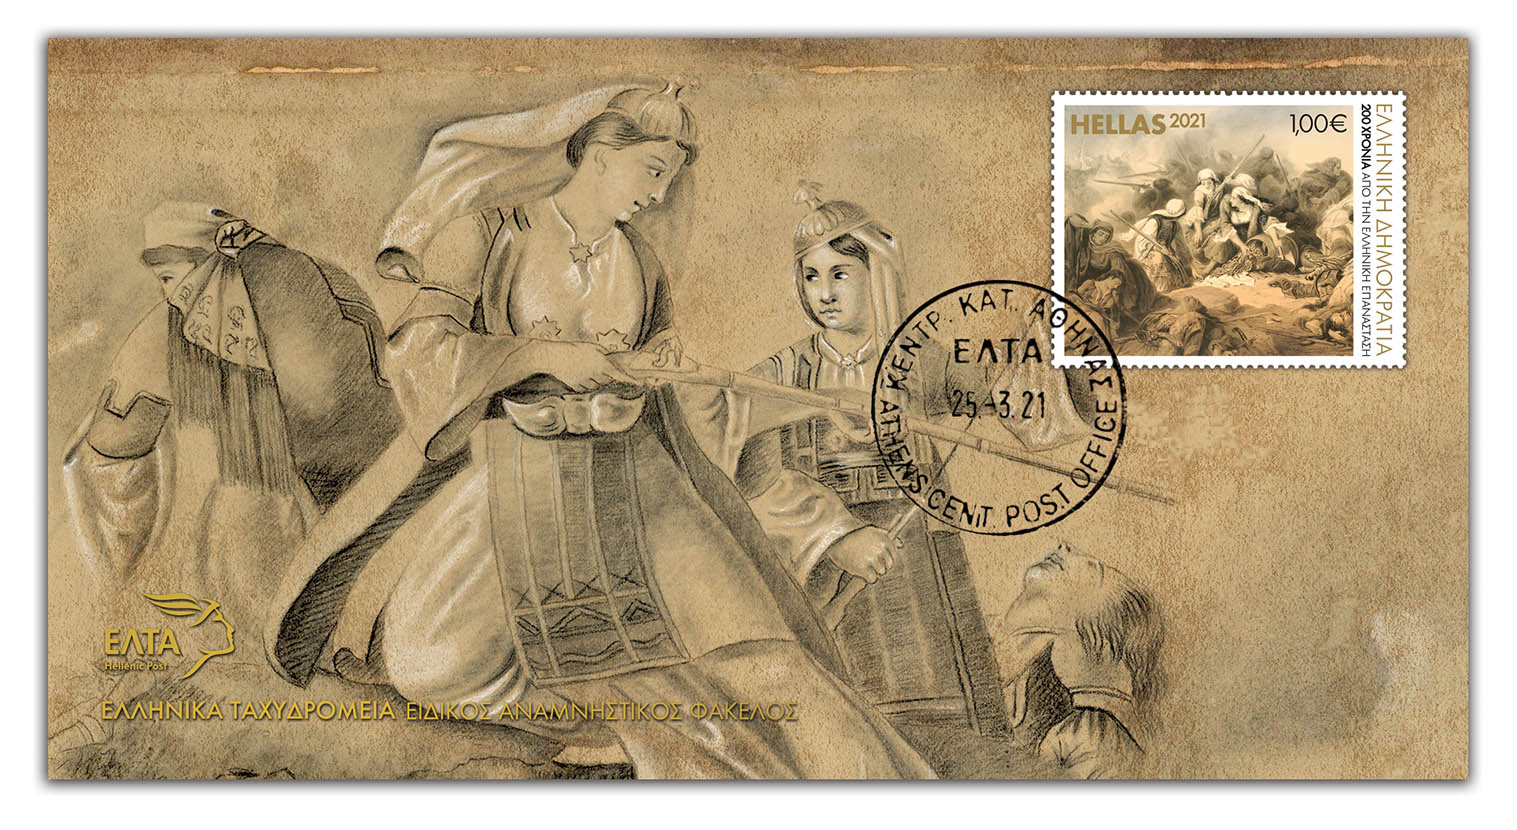 HELLAS 2021
1,00€
ΕΛΛΗΝΙΚΗ ΔΗΜΟΚΡΑΤΙΑ
200 ΧΡΟΝΙΑ ΑΠΟ ΤΗΝ ΕΛΛΗΝΙΚΗ ΕΠΑΝΑΣΤΑΣΗ
ΚΕΝΤΡ. ΚΑΤ. ΑΘΗΝΑΣ
ΕΛΤΑ
25.-3.21
ATHENS CENT. POST OFFICE
ΕΛΤΑ
Hellenic Post
ΕΛΛΗΝΙΚΑ ΤΑΧΥΔΡΟΜΕΙΑ ΕΙΔΙΚΟΣ ΑΝΑΜΝΗΣΤΙΚΟΣ ΦΑΚΕΛΟΣ